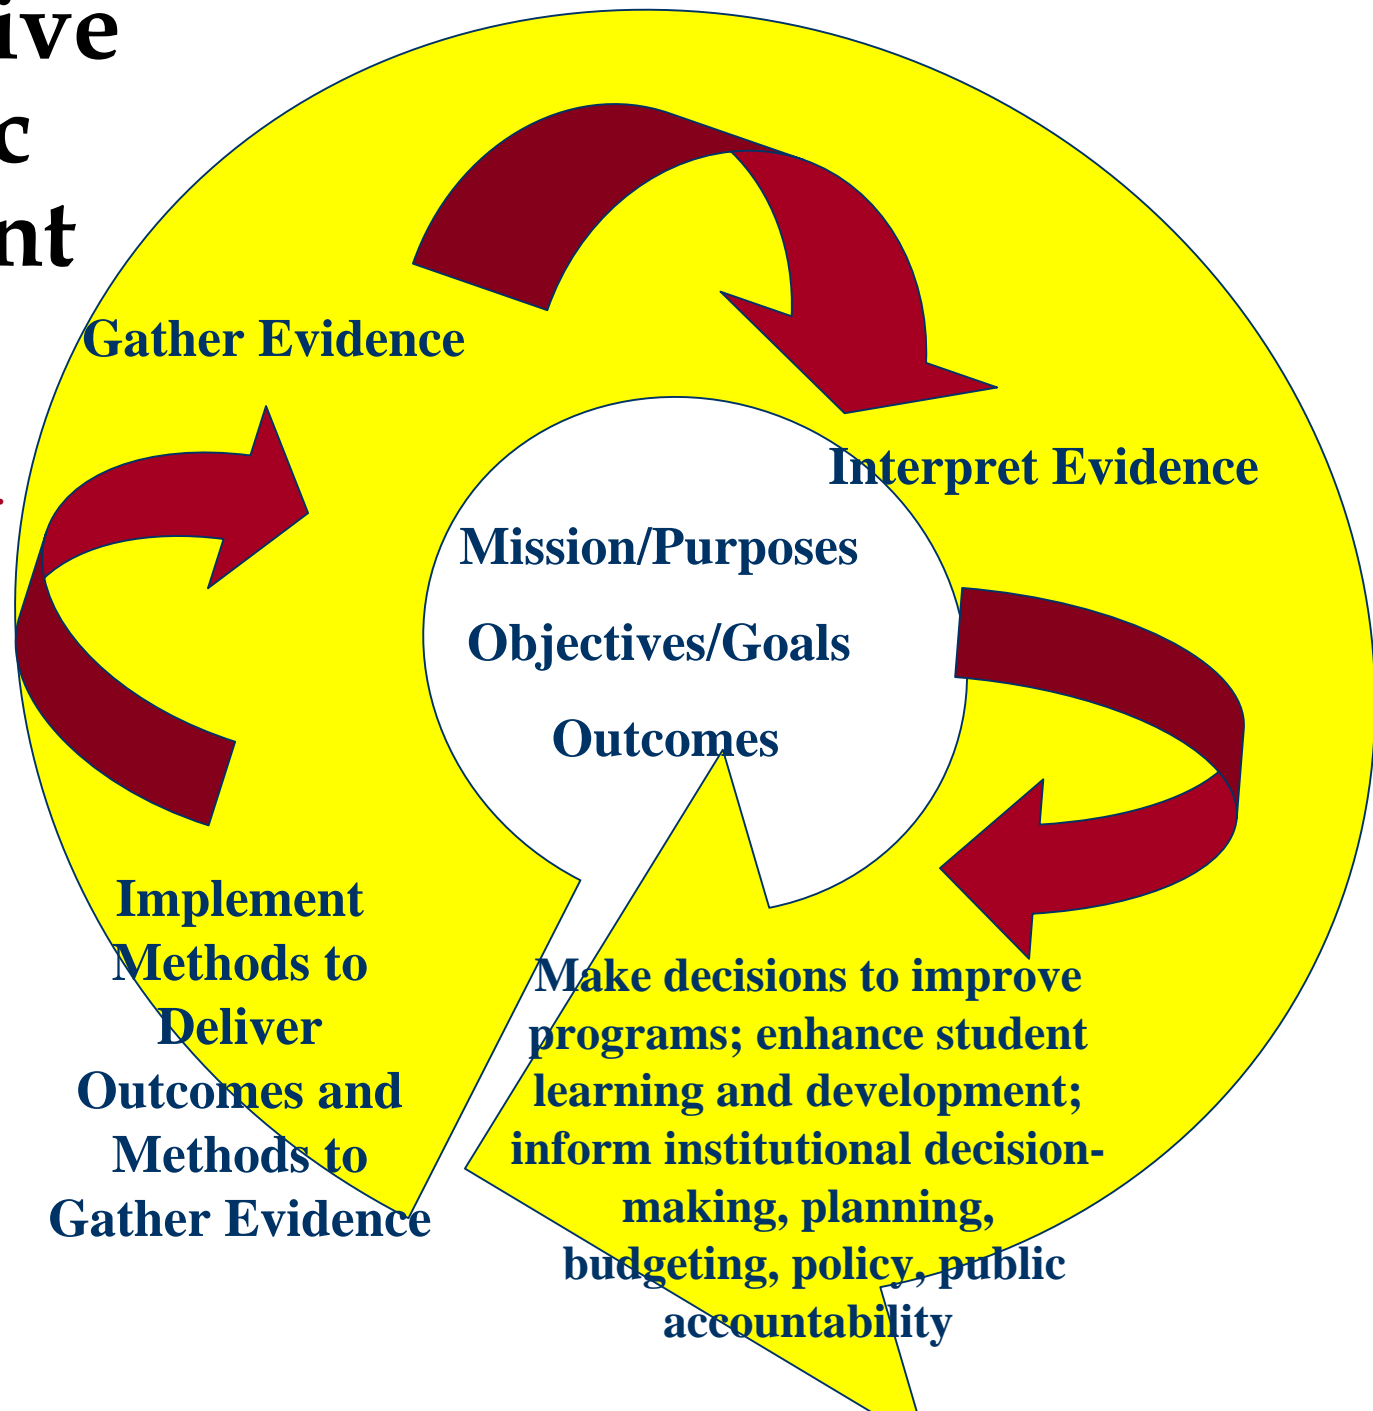 ive
c
nt
Gather Evidence
Interpret Evidence
Mission/Purposes
Objectives/Goals
Outcomes
Implement
Methods to
Deliver
Outcomes and
Methods to
Gather Evidence
Make decisions to improve
programs; enhance student
learning and development;
inform institutional decision-
making, planning,
budgeting, policy, public
accountability